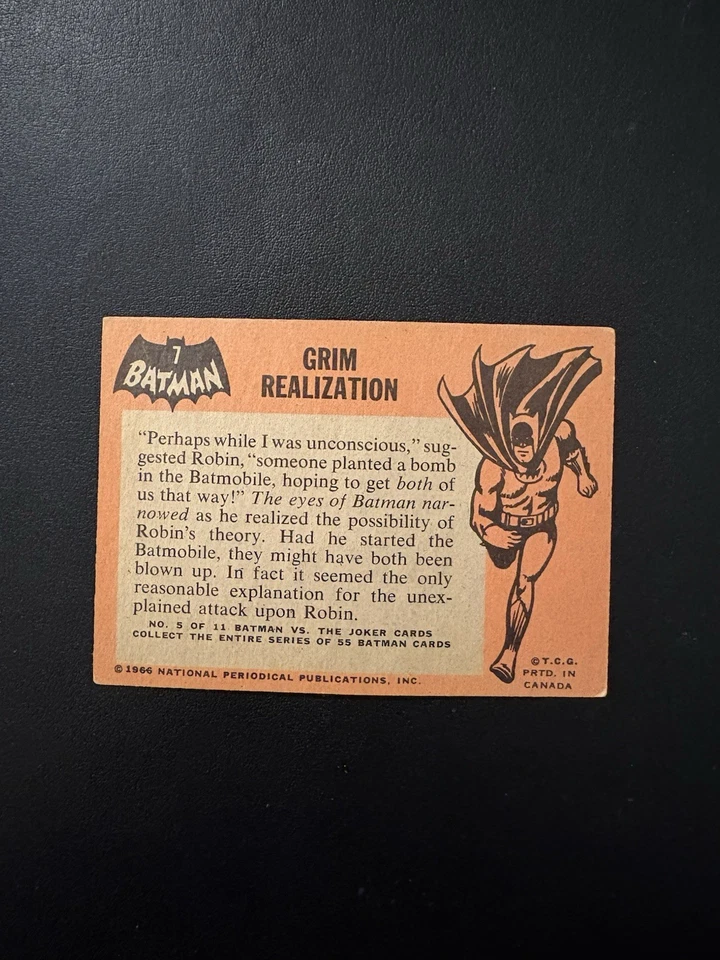 7
BATMAN
GRIM
REALIZATION
“Perhaps while I was unconscious,” sug-
gested Robin, “someone planted a bomb
in the Batmobile, hoping to get both of
us that way!” The eyes of Batman nar-
nowed as he realized the possibility of
Robin’s theory. Had he started the
Batmobile, they might have both been
blown up. In fact it seemed the only
reasonable explanation for the unex-
plained attack upon Robin.
NO. 5 OF 11 BATMAN VS. THE JOKER CARDS
COLLECT THE ENTIRE SERIES OF 55 BATMAN CARDS
© 1966 NATIONAL PERIODICAL PUBLICATIONS, INC.
© T.C.G.
PRTD. IN
CANADA